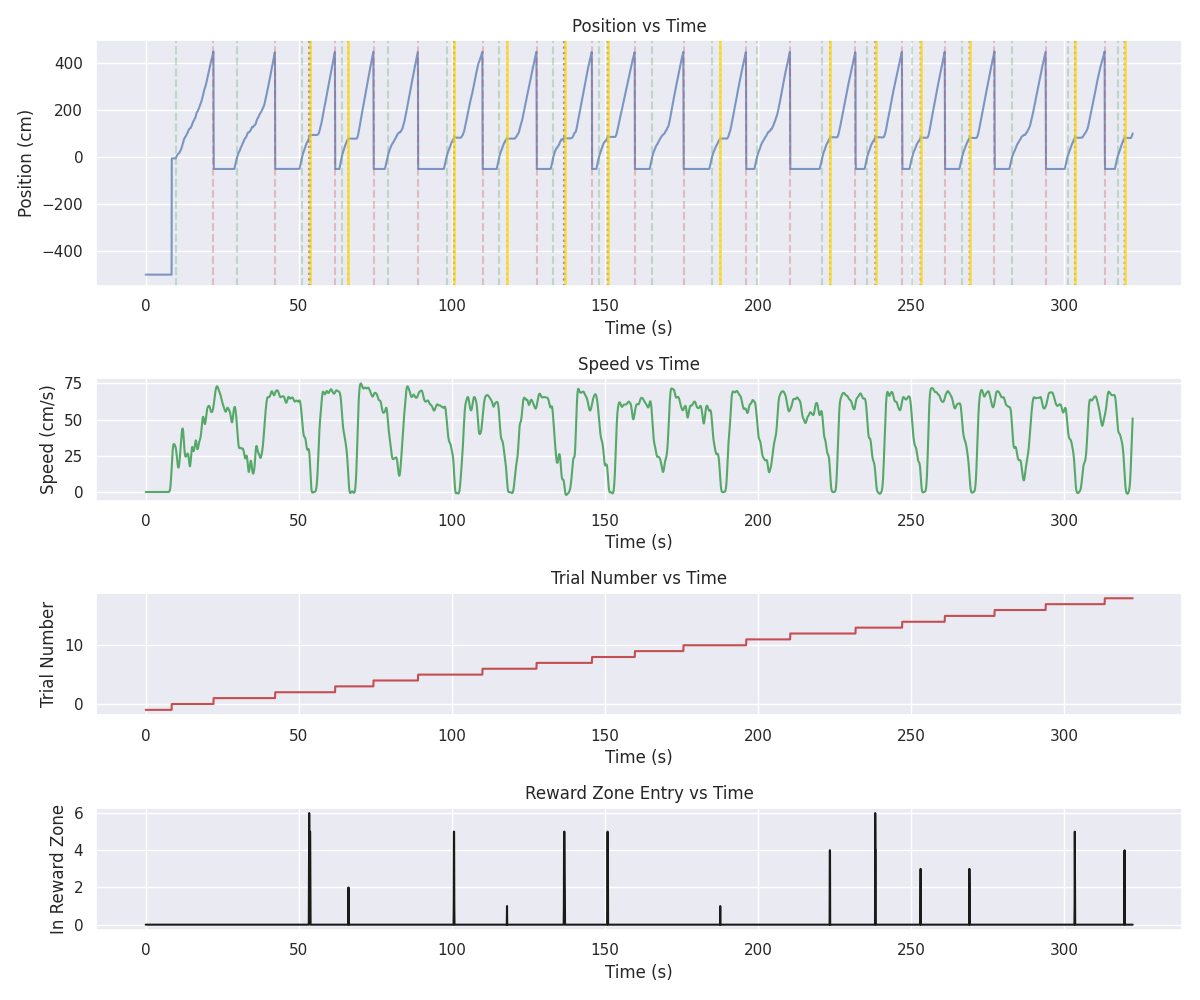 Position vs Time
Position (cm)
400
200
0
−200
−400
0 50 100 150 200 250 300
Time (s)
Speed vs Time
Speed (cm/s)
75
50
25
0
0 50 100 150 200 250 300
Time (s)
Trial Number vs Time
Trial Number
10
0
0 50 100 150 200 250 300
Time (s)
Reward Zone Entry vs Time
In Reward Zone
6
4
2
0
0 50 100 150 200 250 300
Time (s)